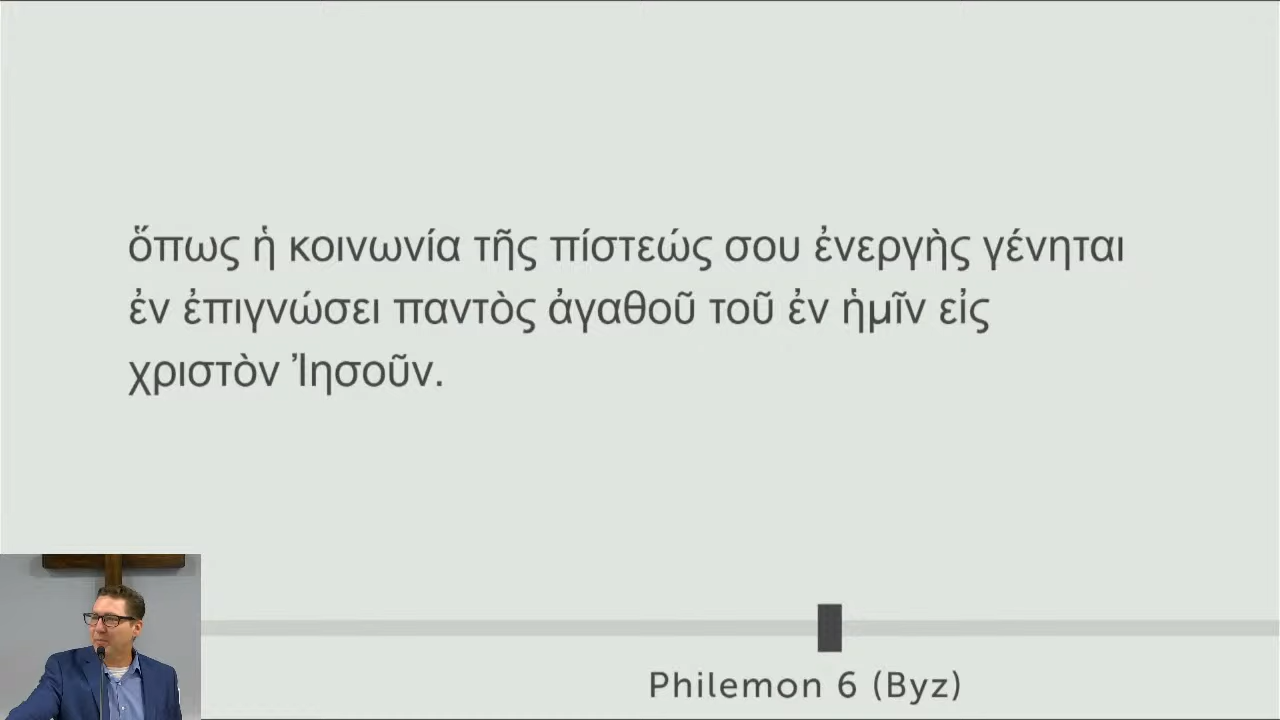 ὅπως ἡ κοινωνία τῆς πίστεώς σου ἐνεργὴς γένηται
ἐν ἐπιγνώσει παντὸς ἀγαθοῦ τοῦ ἐν ἡμῖν εἰς
χριστὸν Ἰησοῦν.
Philemon 6 (Byz)